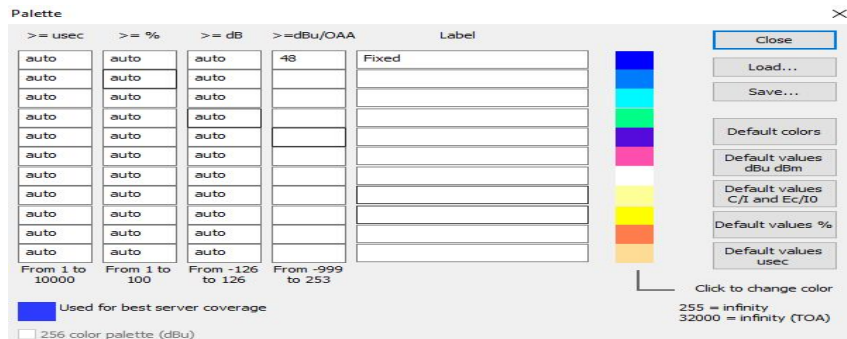 Palette
>= usec >= % >= dB >=dBu/OAA Label
Close
auto auto auto 48 Fixed
Load...
auto auto auto
Save...
auto auto auto
auto auto auto
Default colors
auto auto auto
auto auto auto
Default values
dBu dBm
auto auto auto
auto auto auto
Default values
C/I and Ec/I0
auto auto auto
Default values %
auto auto auto
auto auto auto
Default values
usec
From 1 to From 1 to From -126 From -999
10000 100 to 126 to 253
Click to change color
Used for best server coverage
255 = infinity
32000 = infinity (TOA)
256 color palette (dBu)